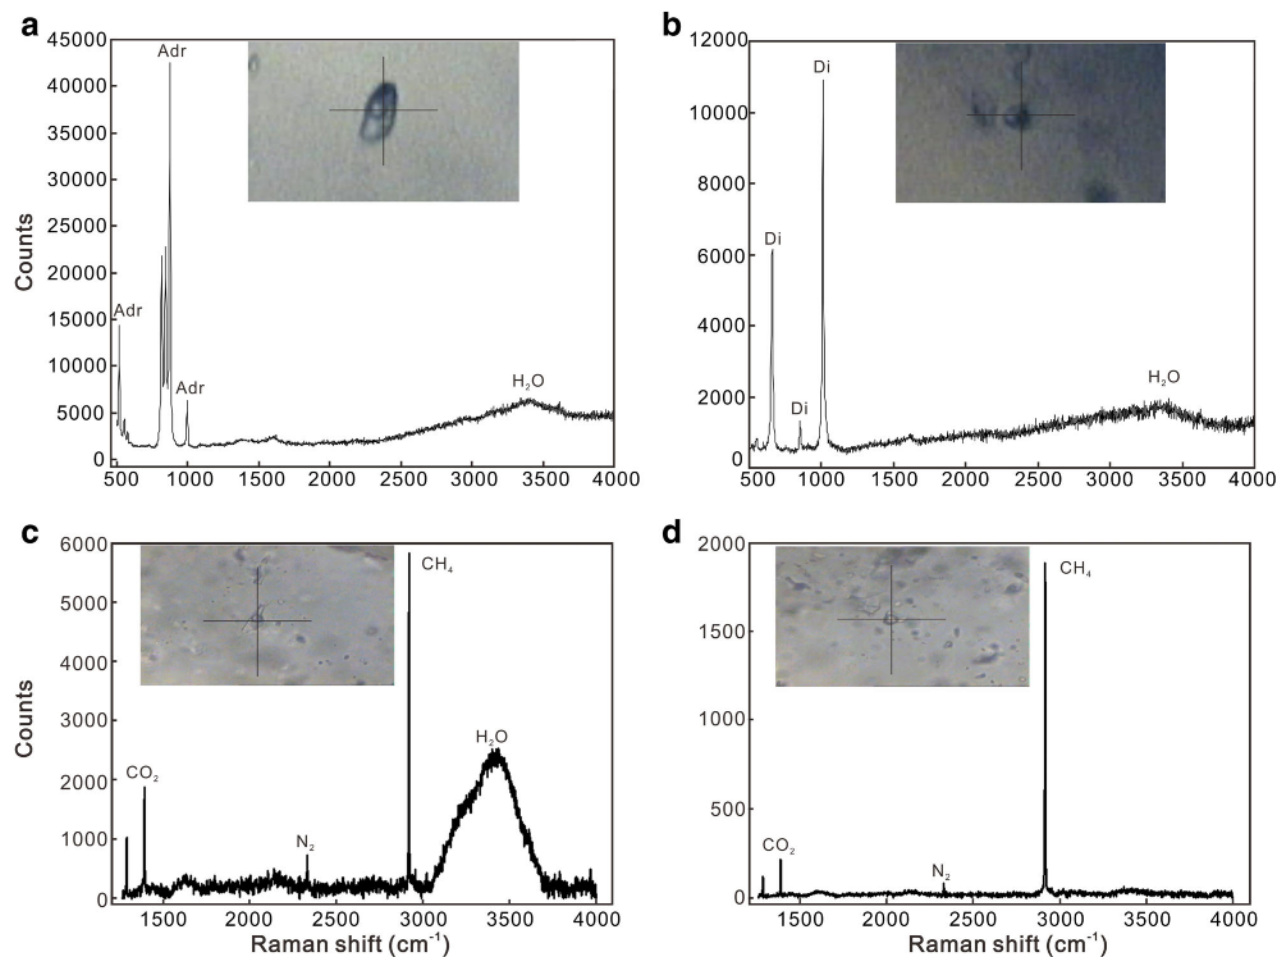 a
45000
40000
35000
30000
25000
20000
15000
10000
5000
0
Counts
Adr
Adr
Adr
H₂O
500 1000 1500 2000 2500 3000 3500 4000
b
12000
10000
8000
6000
4000
2000
0
Di
Di
Di
H₂O
500 1000 1500 2000 2500 3000 3500 4000
c
6000
5000
4000
3000
2000
1000
0
Counts
CH₄
H₂O
CO₂
N₂
1500 2000 2500 3000 3500 4000
Raman shift (cm⁻¹)
d
2000
1500
1000
500
0
CH₄
CO₂
N₂
1500 2000 2500 3000 3500 4000
Raman shift (cm⁻¹)